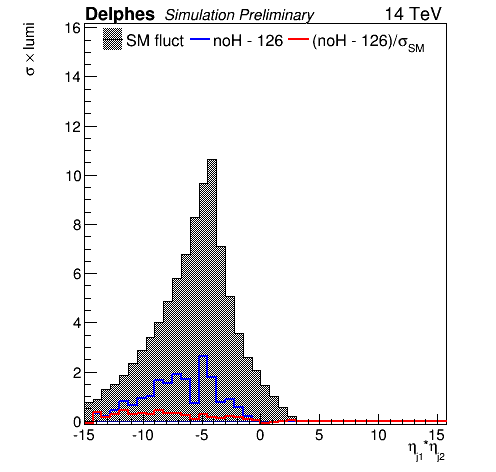 Delphes Simulation Preliminary 14 TeV
σ × lumi
SM fluct noH - 126 (noH - 126)/σSM
16
14
12
10
8
6
4
2
0
-15 -10 -5 0 5 10 15
ηj1*ηj2